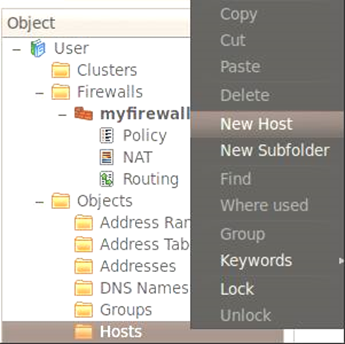 Object
User
Clusters
Firewalls
myfirewall
Policy
NAT
Routing
Objects
Address Ran
Address Tab
Addresses
DNS Names
Groups
Hosts
Copy
Cut
Paste
Delete
New Host
New Subfolder
Find
Where used
Group
Keywords
Lock
Unlock